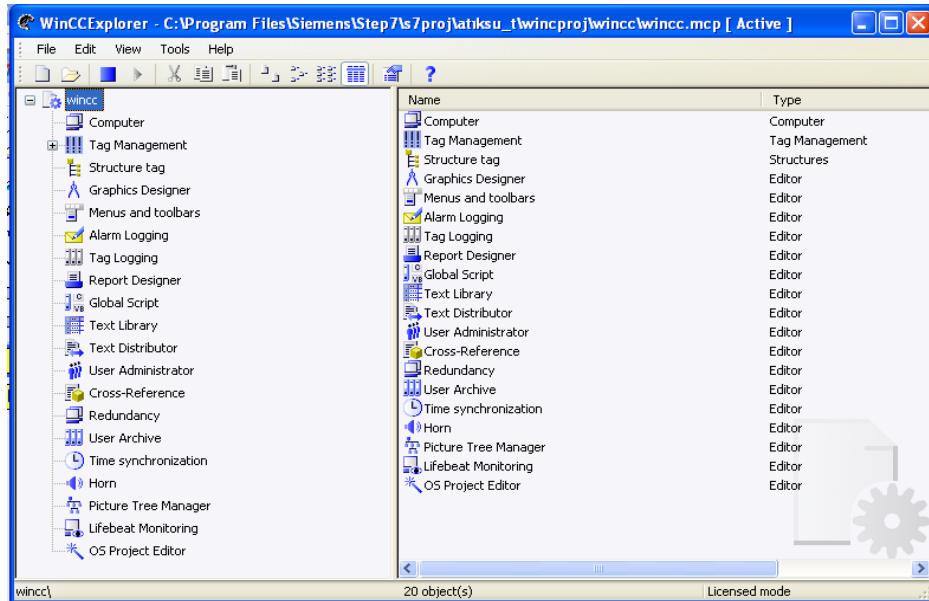 WinCCExplorer - C:\Program Files\Siemens\Step7\s7proj\atıksu_t\wincproj\wincc\wincc.mcp [ Active ]
File Edit View Tools Help
wincc
Computer
Tag Management
Structure tag
Graphics Designer
Menus and toolbars
Alarm Logging
Tag Logging
Report Designer
Global Script
Text Library
Text Distributor
User Administrator
Cross-Reference
Redundancy
User Archive
Time synchronization
Horn
Picture Tree Manager
Lifebeat Monitoring
OS Project Editor
Name Type
Computer Computer
Tag Management Tag Management
Structure tag Structures
Graphics Designer Editor
Menus and toolbars Editor
Alarm Logging Editor
Tag Logging Editor
Report Designer Editor
Global Script Editor
Text Library Editor
Text Distributor Editor
User Administrator Editor
Cross-Reference Editor
Redundancy Editor
User Archive Editor
Time synchronization Editor
Horn Editor
Picture Tree Manager Editor
Lifebeat Monitoring Editor
OS Project Editor Editor
wincc\ 20 object(s) Licensed mode